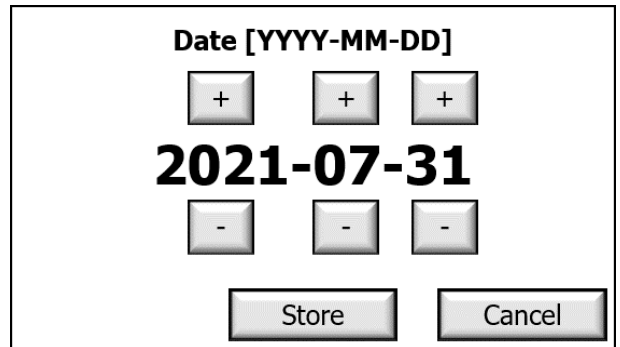 Date [YYYY-MM-DD]
+ + +
2021-07-31
- - -
Store Cancel